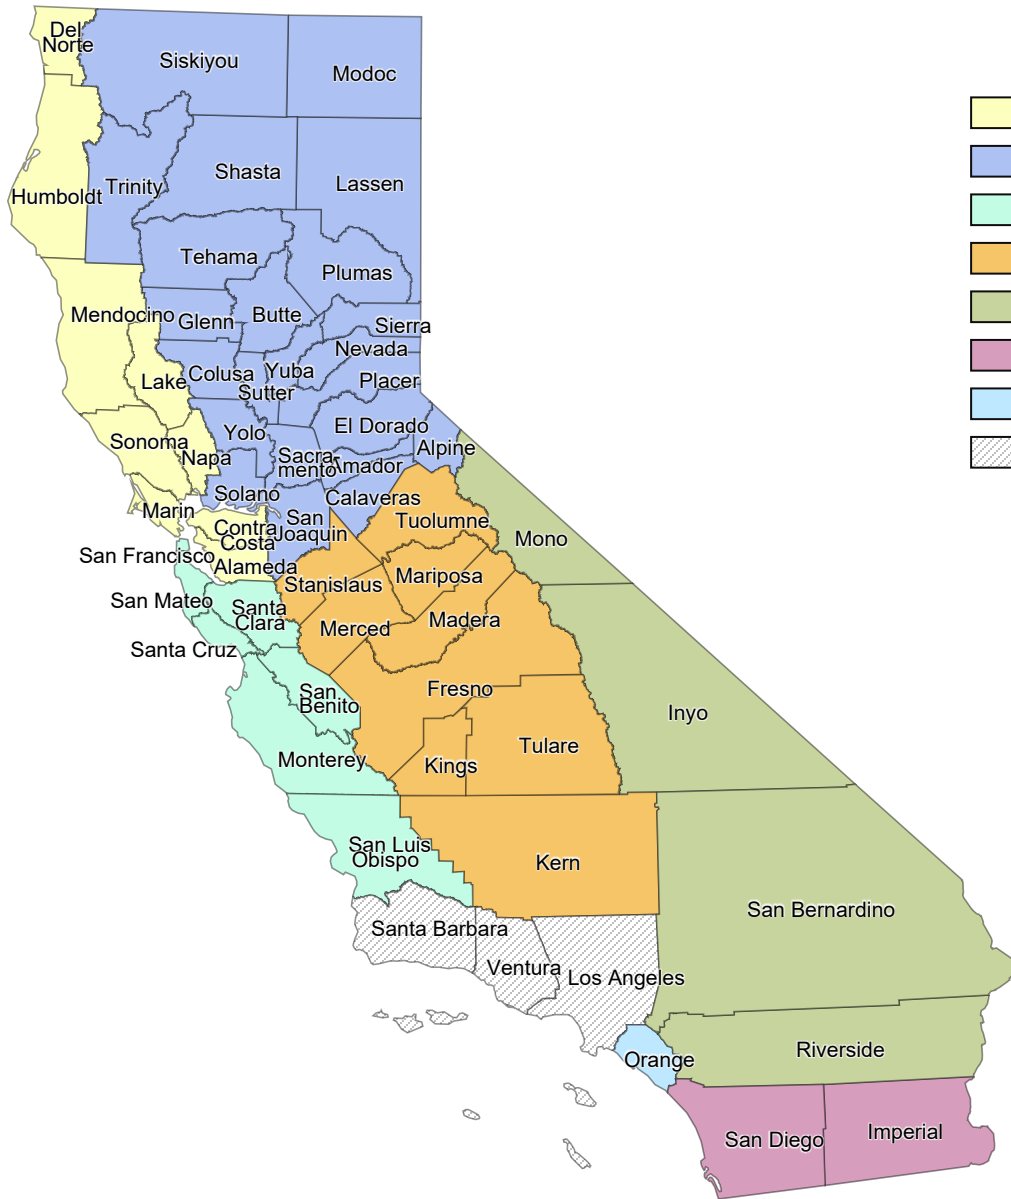 Del
Norte
Siskiyou
Modoc
Humboldt
Trinity
Shasta
Lassen
Tehama
Plumas
Mendocino
Glenn
Butte
Sierra
Nevada
Lake
Colusa
Yuba
Sutter
Placer
Sonoma
Napa
Yolo
El Dorado
Sacra-
mento
Amador
Alpine
Solano
Calaveras
Marin
Contra
Costa
San
Joaquin
Tuolumne
Mono
San Francisco
Alameda
Stanislaus
Mariposa
San Mateo
Santa
Clara
Merced
Madera
Santa Cruz
San
Benito
Fresno
Inyo
Monterey
Kings
Tulare
San Luis
Obispo
Kern
San Bernardino
Santa Barbara
Ventura
Los Angeles
Orange
Riverside
San Diego
Imperial